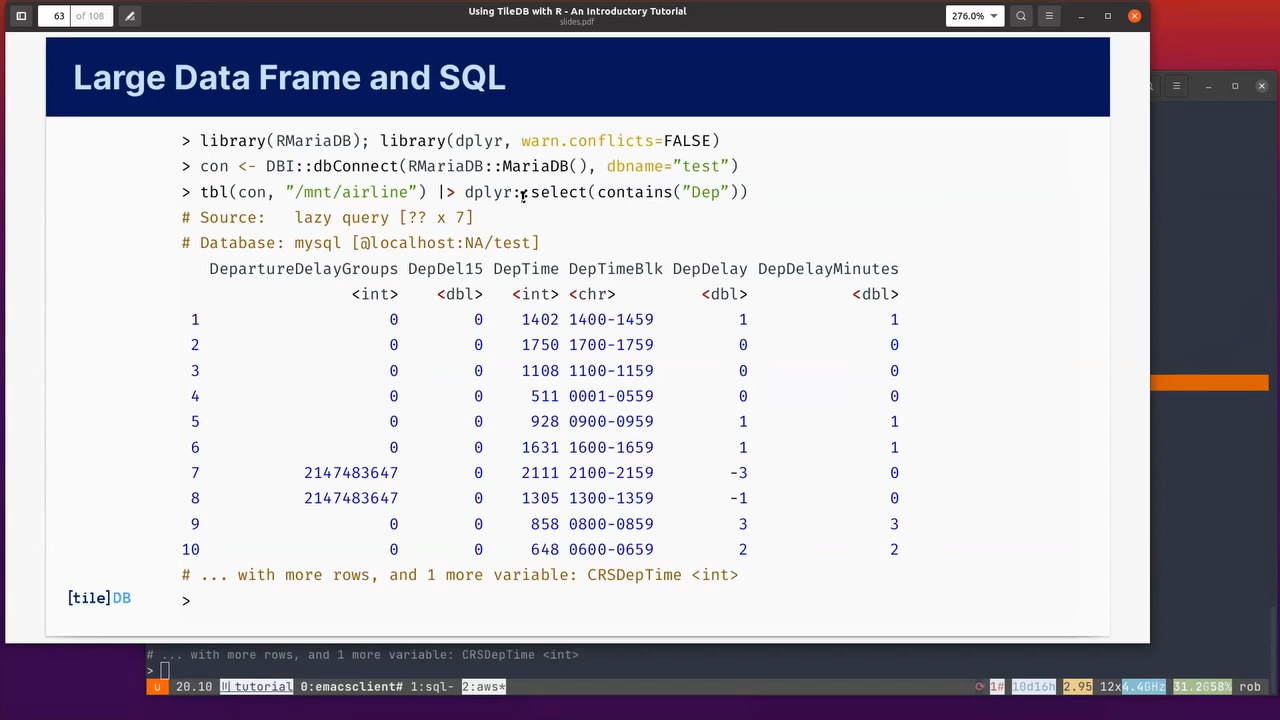 63 of 108
Using TileDB with R - An Introductory Tutorial
slides.pdf
276.0%
Large Data Frame and SQL
> library(RMariaDB); library(dplyr, warn.conflicts=FALSE)
> con <- DBI::dbConnect(RMariaDB::MariaDB(), dbname="test")
> tbl(con, "/mnt/airline") |> dplyr::select(contains("Dep"))
# Source:   lazy query [?? x 7]
# Database: mysql [@localhost:NA/test]
DepartureDelayGroups DepDel15 DepTime DepTimeBlk DepDelay DepDelayMinutes
<int> <dbl> <int> <chr> <dbl> <dbl>
1 0 0 1402 1400-1459 1 1
2 0 0 1750 1700-1759 0 0
3 0 0 1108 1100-1159 0 0
4 0 0 511 0001-0559 0 0
5 0 0 928 0900-0959 1 1
6 0 0 1631 1600-1659 1 1
7 2147483647 0 2111 2100-2159 -3 0
8 2147483647 0 1305 1300-1359 -1 0
9 0 0 858 0800-0859 3 3
10 0 0 648 0600-0659 2 2
# ... with more rows, and 1 more variable: CRSDepTime <int>
>
[tile]DB
# ... with more rows, and 1 more variable: CRSDepTime <int>
>
u 20.10 tutorial 0:emacsclient# 1:sql- 2:aws* 1# 10d16h 2.95 12x4.4GHz 31.2G58% rob